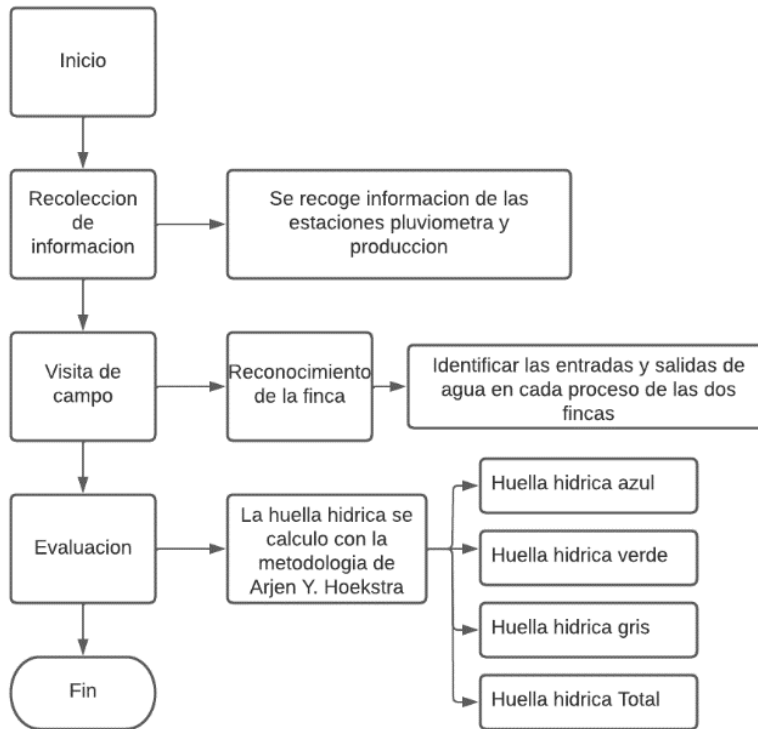 Inicio
Recoleccion
de
informacion
Se recoge informacion de las
estaciones pluviometra y
produccion
Visita de
campo
Reconocimiento
de la finca
Identificar las entradas y salidas de
agua en cada proceso de las dos
fincas
Evaluacion
La huella hidrica se
calculo con la
metodologia de
Arjen Y. Hoekstra
Huella hidrica azul
Huella hidrica verde
Huella hidrica gris
Huella hidrica Total
Fin